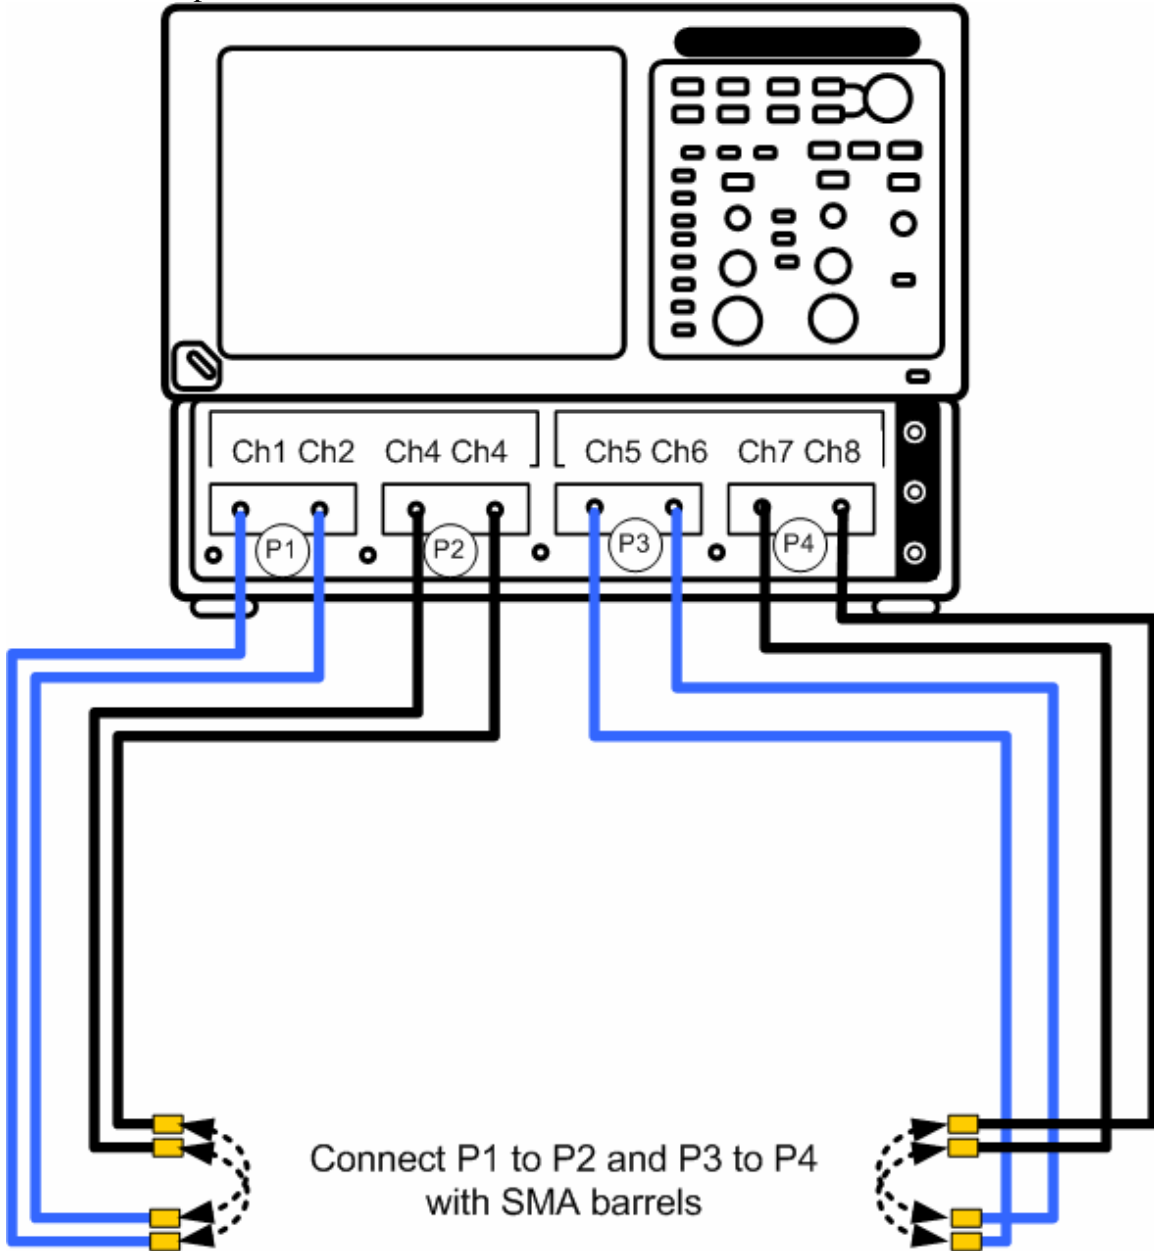 Ch1 Ch2 Ch4 Ch4 Ch5 Ch6 Ch7 Ch8
P1 P2 P3 P4
Connect P1 to P2 and P3 to P4
with SMA barrels